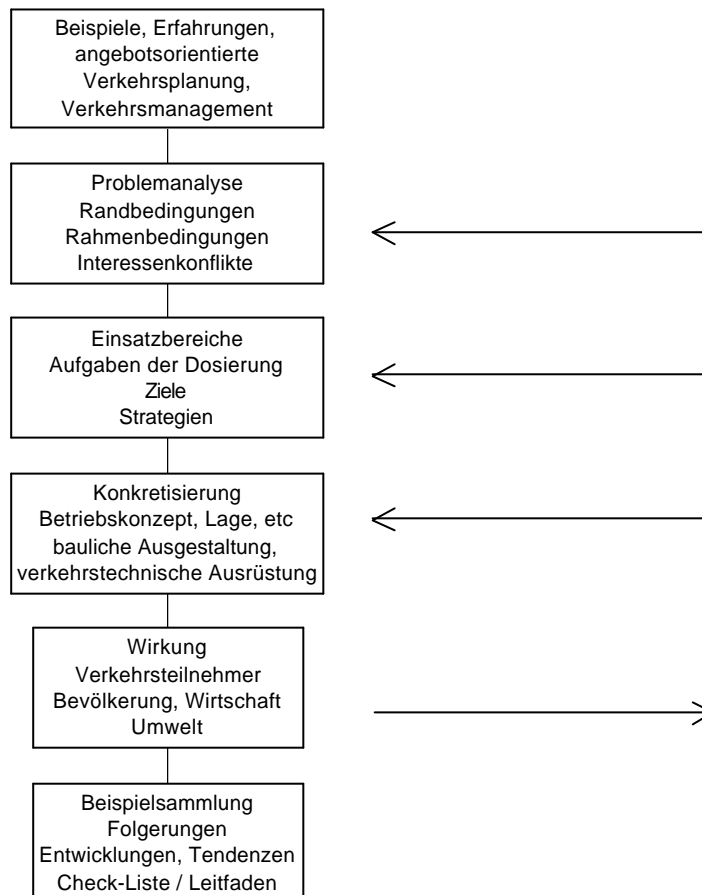 Beispiele, Erfahrungen,
angebotsorientierte
Verkehrsplanung,
Verkehrsmanagement
Problemanalyse
Randbedingungen
Rahmenbedingungen
Interessenkonflikte
Einsatzbereiche
Aufgaben der Dosierung
Ziele
Strategien
Konkretisierung
Betriebskonzept, Lage, etc
bauliche Ausgestaltung,
verkehrstechnische Ausrüstung
Wirkung
Verkehrsteilnehmer
Bevölkerung, Wirtschaft
Umwelt
Beispielsammlung
Folgerungen
Entwicklungen, Tendenzen
Check-Liste / Leitfaden